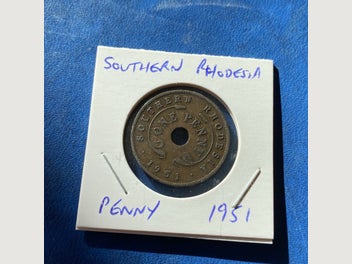 SOUTHERN RHODESIA
· SOUTHERN RHODESIA ·
ONE PENNY
1951
PENNY 1951